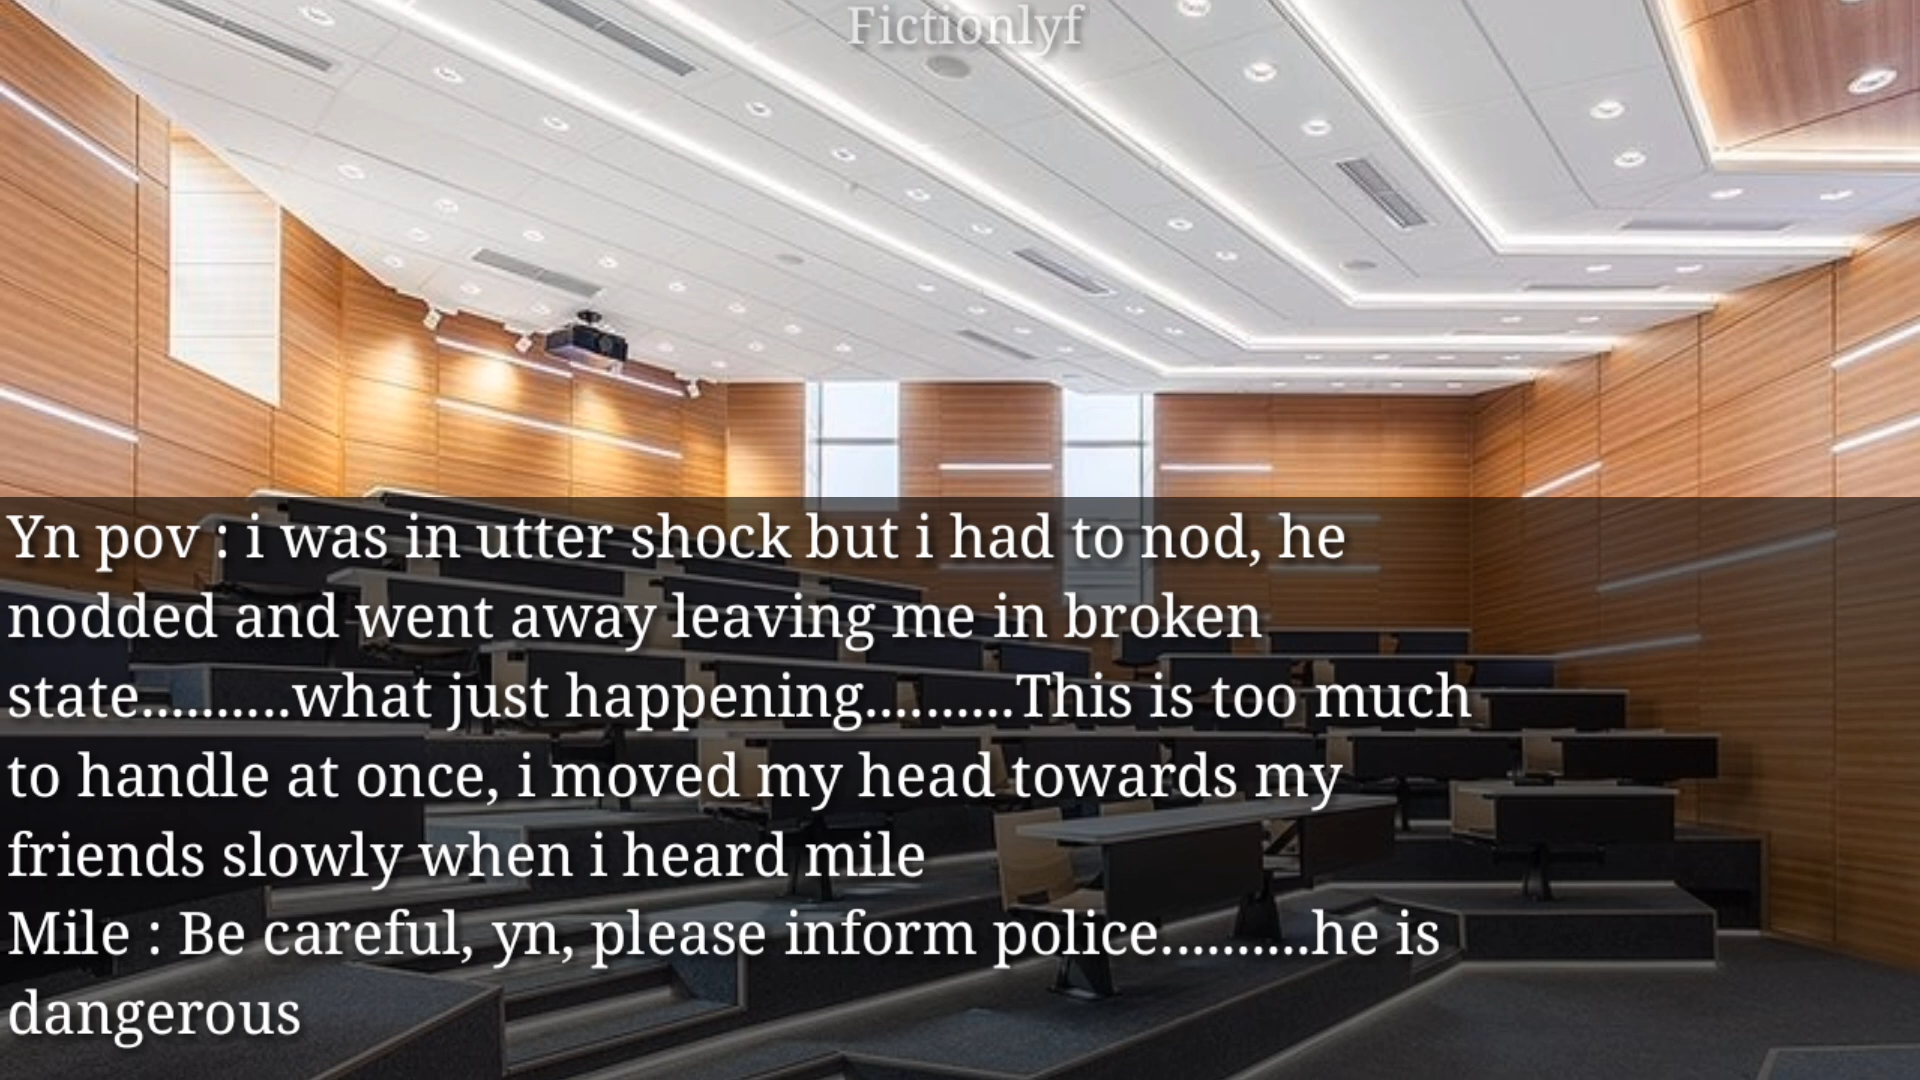 Fictionlyf
Yn pov : i was in utter shock but i had to nod, he
nodded and went away leaving me in broken
state..........what just happening..........This is too much
to handle at once, i moved my head towards my
friends slowly when i heard mile
Mile : Be careful, yn, please inform police..........he is
dangerous